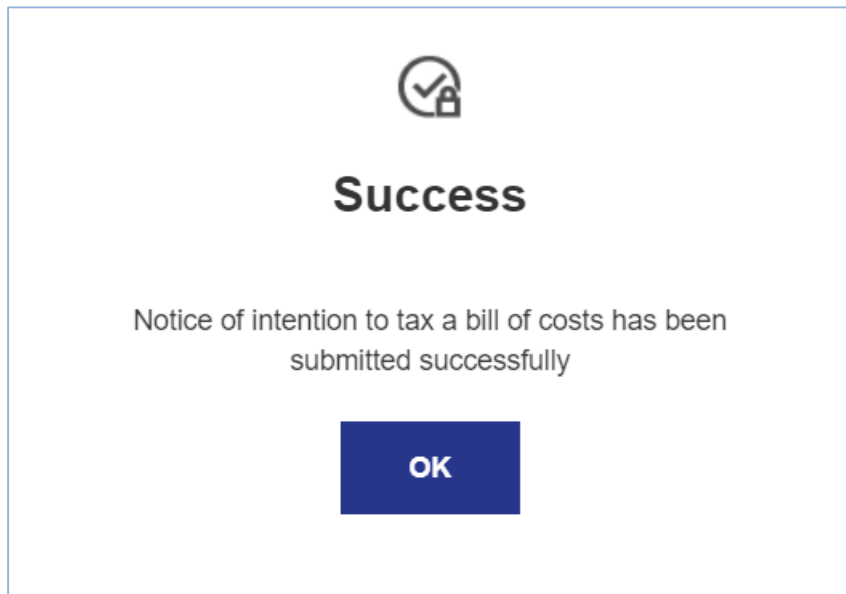 Success
Notice of intention to tax a bill of costs has been
submitted successfully
OK